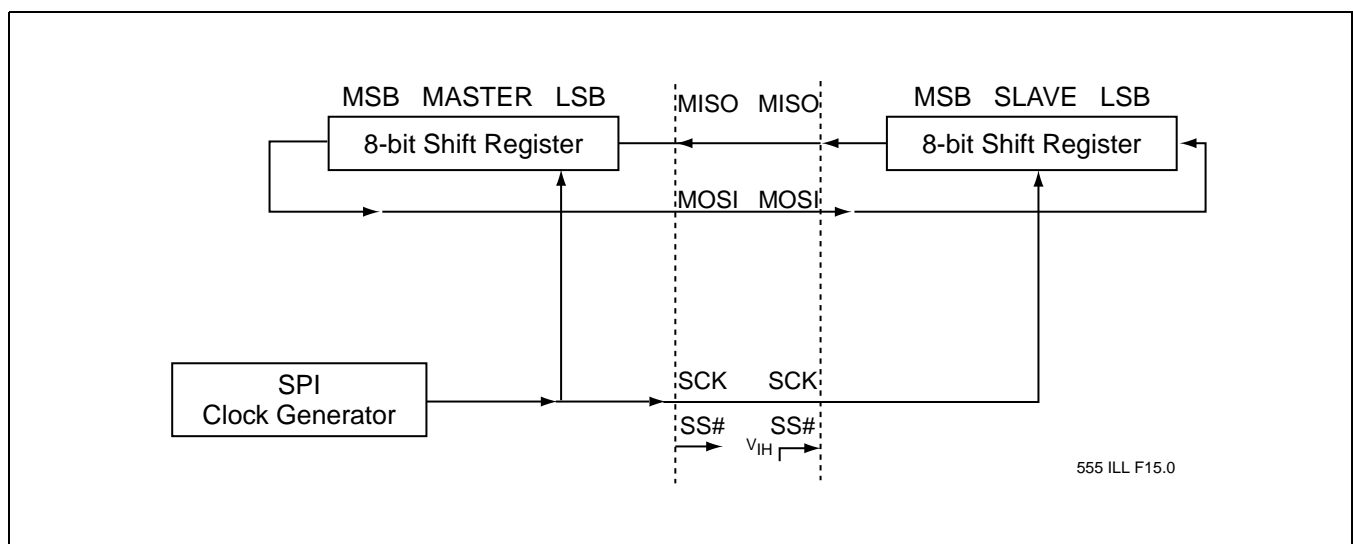 MSB MASTER LSB
MISO MISO
MSB SLAVE LSB
8-bit Shift Register
8-bit Shift Register
MOSI MOSI
SPI
Clock Generator
SCK SCK
SS# SS#
VIH
555 ILL F15.0